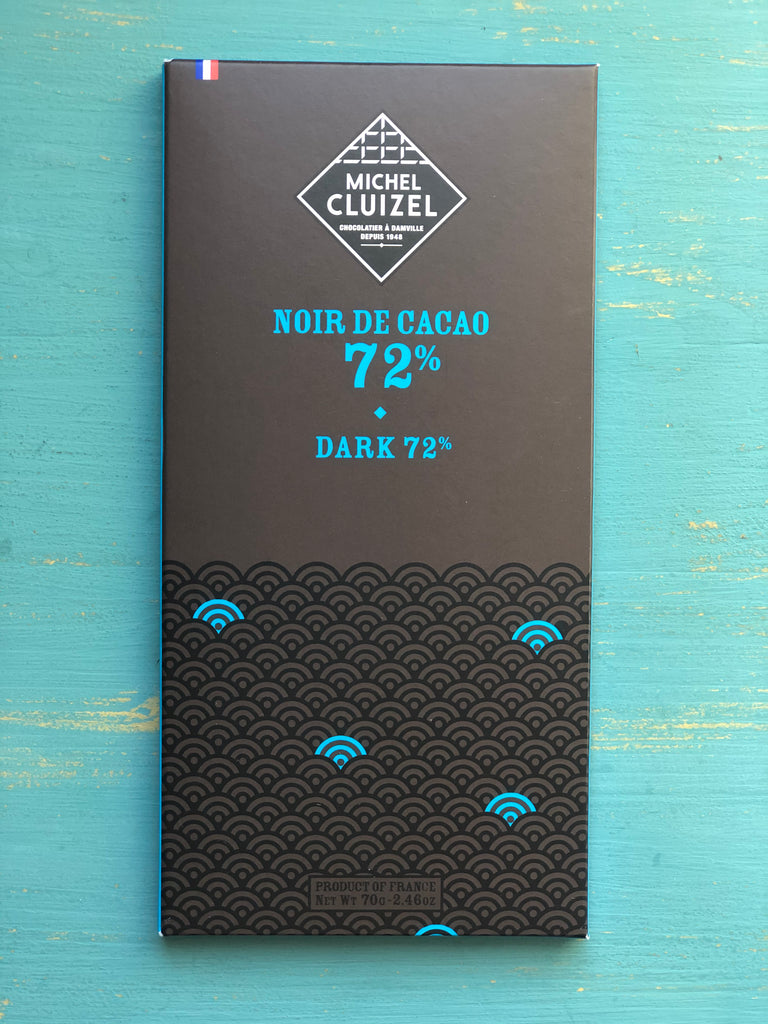 MICHEL
CLUIZEL
CHOCOLATIER À DAMVILLE
DEPUIS 1948
NOIR DE CACAO
72%
DARK 72%
PRODUCT OF FRANCE
NET WT 70G-2.46OZ